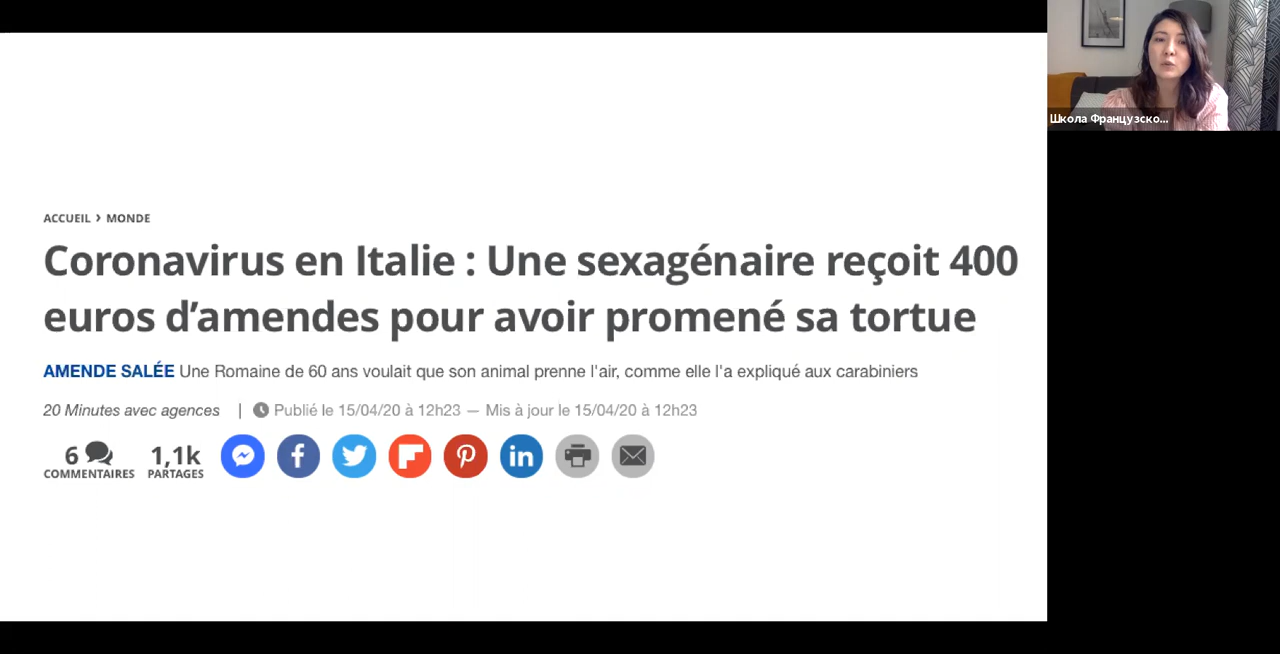 Школа Французско...
ACCUEIL › MONDE
Coronavirus en Italie : Une sexagénaire reçoit 400
euros d’amendes pour avoir promené sa tortue
AMENDE SALÉE Une Romaine de 60 ans voulait que son animal prenne l'air, comme elle l'a expliqué aux carabiniers
20 Minutes avec agences | Publié le 15/04/20 à 12h23 — Mis à jour le 15/04/20 à 12h23
6 1,1k
COMMENTAIRES PARTAGES